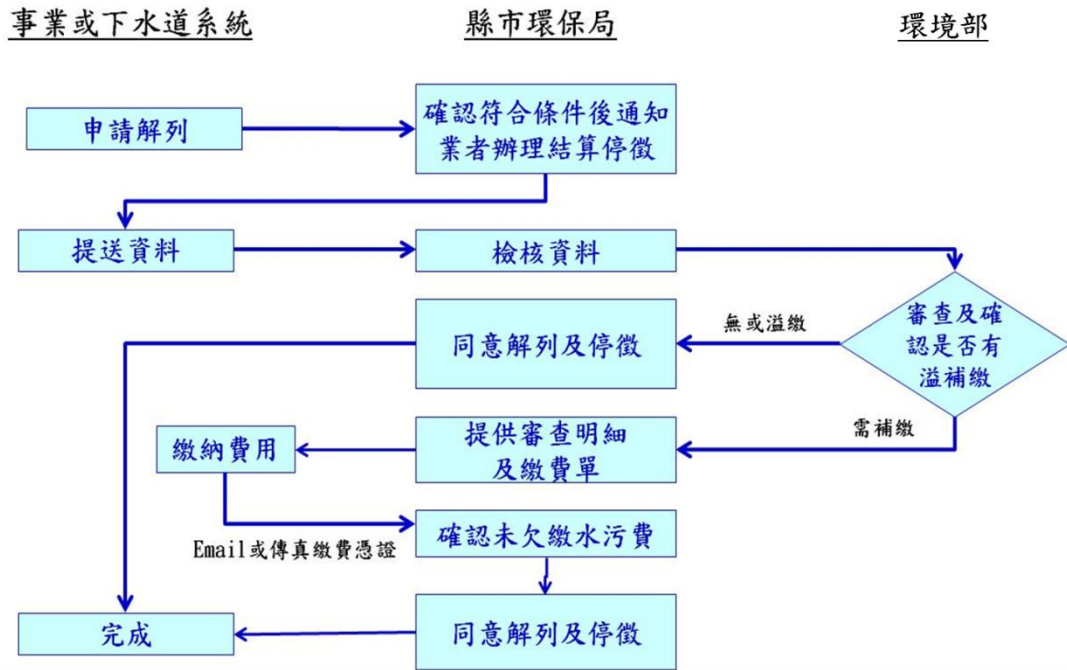 事業或下水道系統
縣市環保局
環境部
申請解列
確認符合條件後通知
業者辦理結算停徵
提送資料
檢核資料
審查及確
認是否有
溢補繳
無或溢繳
同意解列及停徵
需補繳
提供審查明細
及繳費單
繳納費用
Email或傳真繳費憑證
確認未欠繳水污費
同意解列及停徵
完成